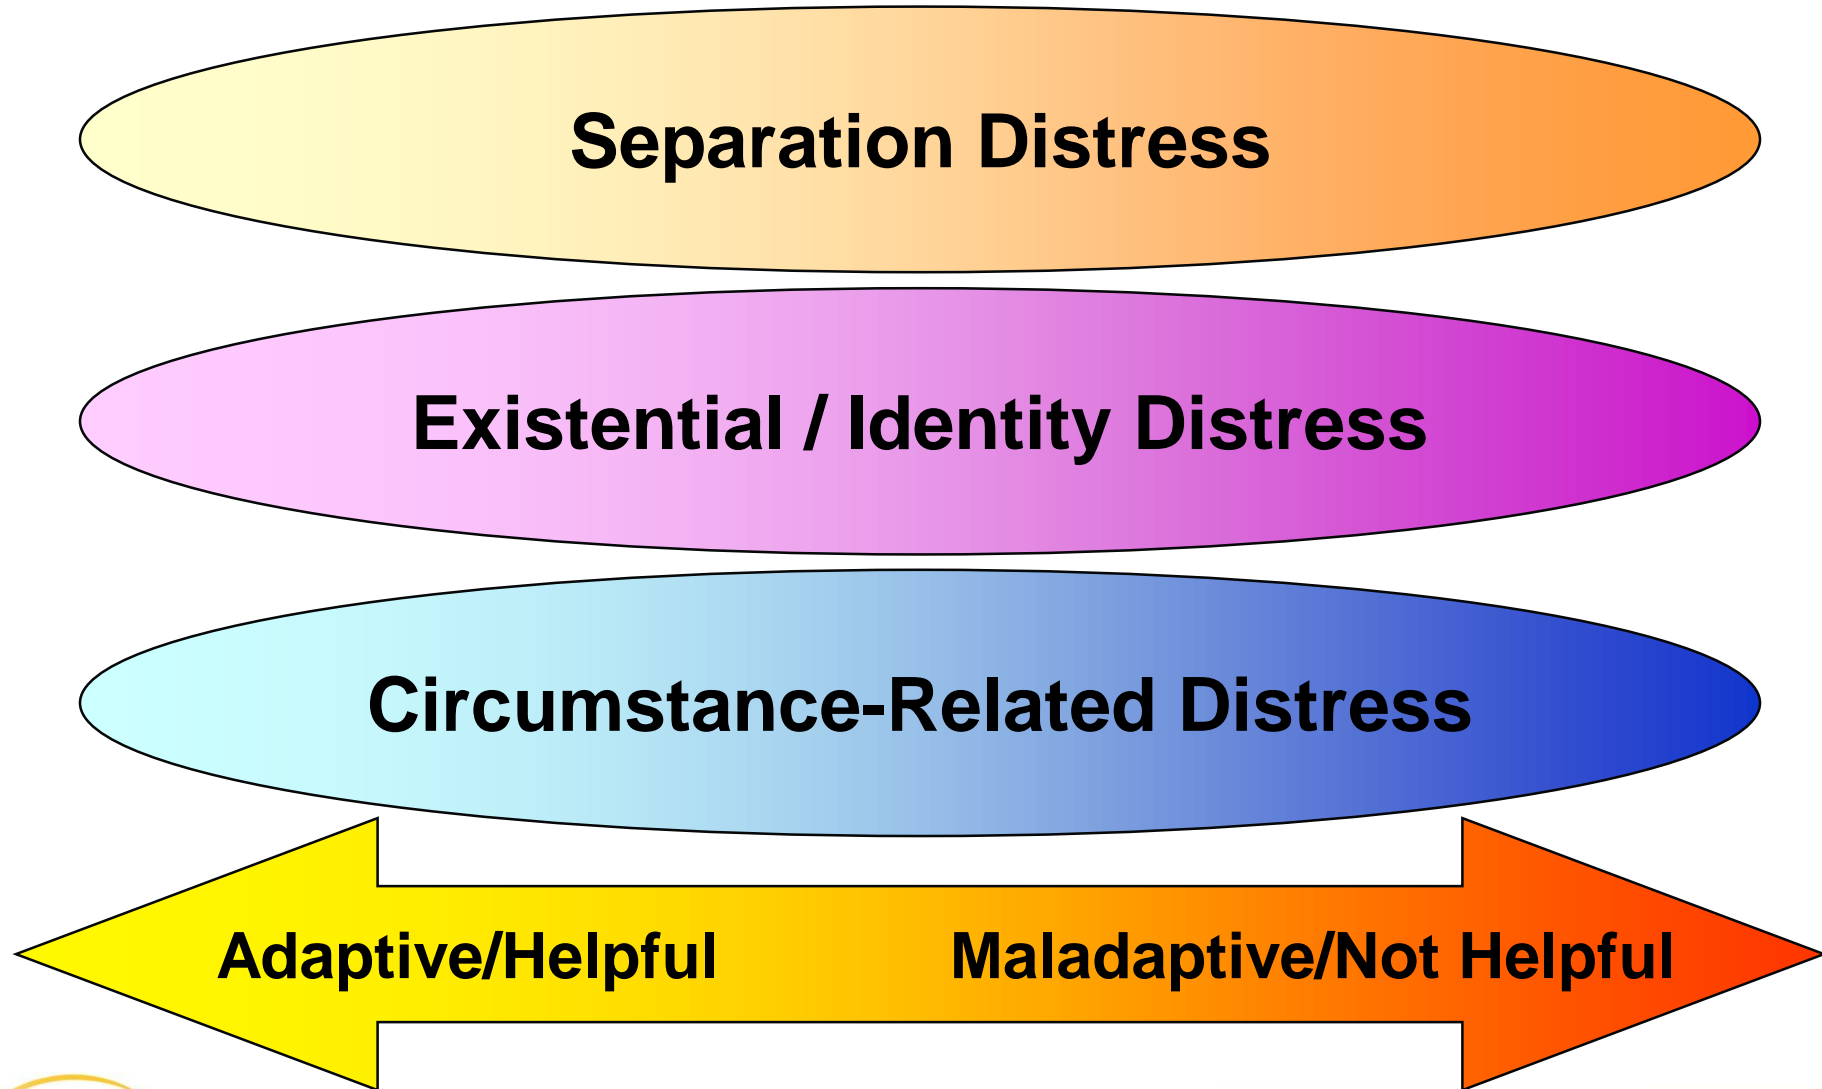 Separation Distress
Existential / Identity Distress
Circumstance-Related Distress
Adaptive/Helpful Maladaptive/Not Helpful